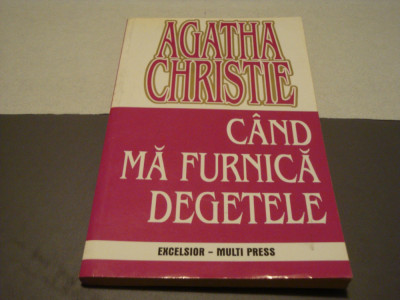 AGATHA
CHRISTIE
CÂND
MĂ FURNICĂ
DEGETELE
EXCELSIOR – MULTI PRESS